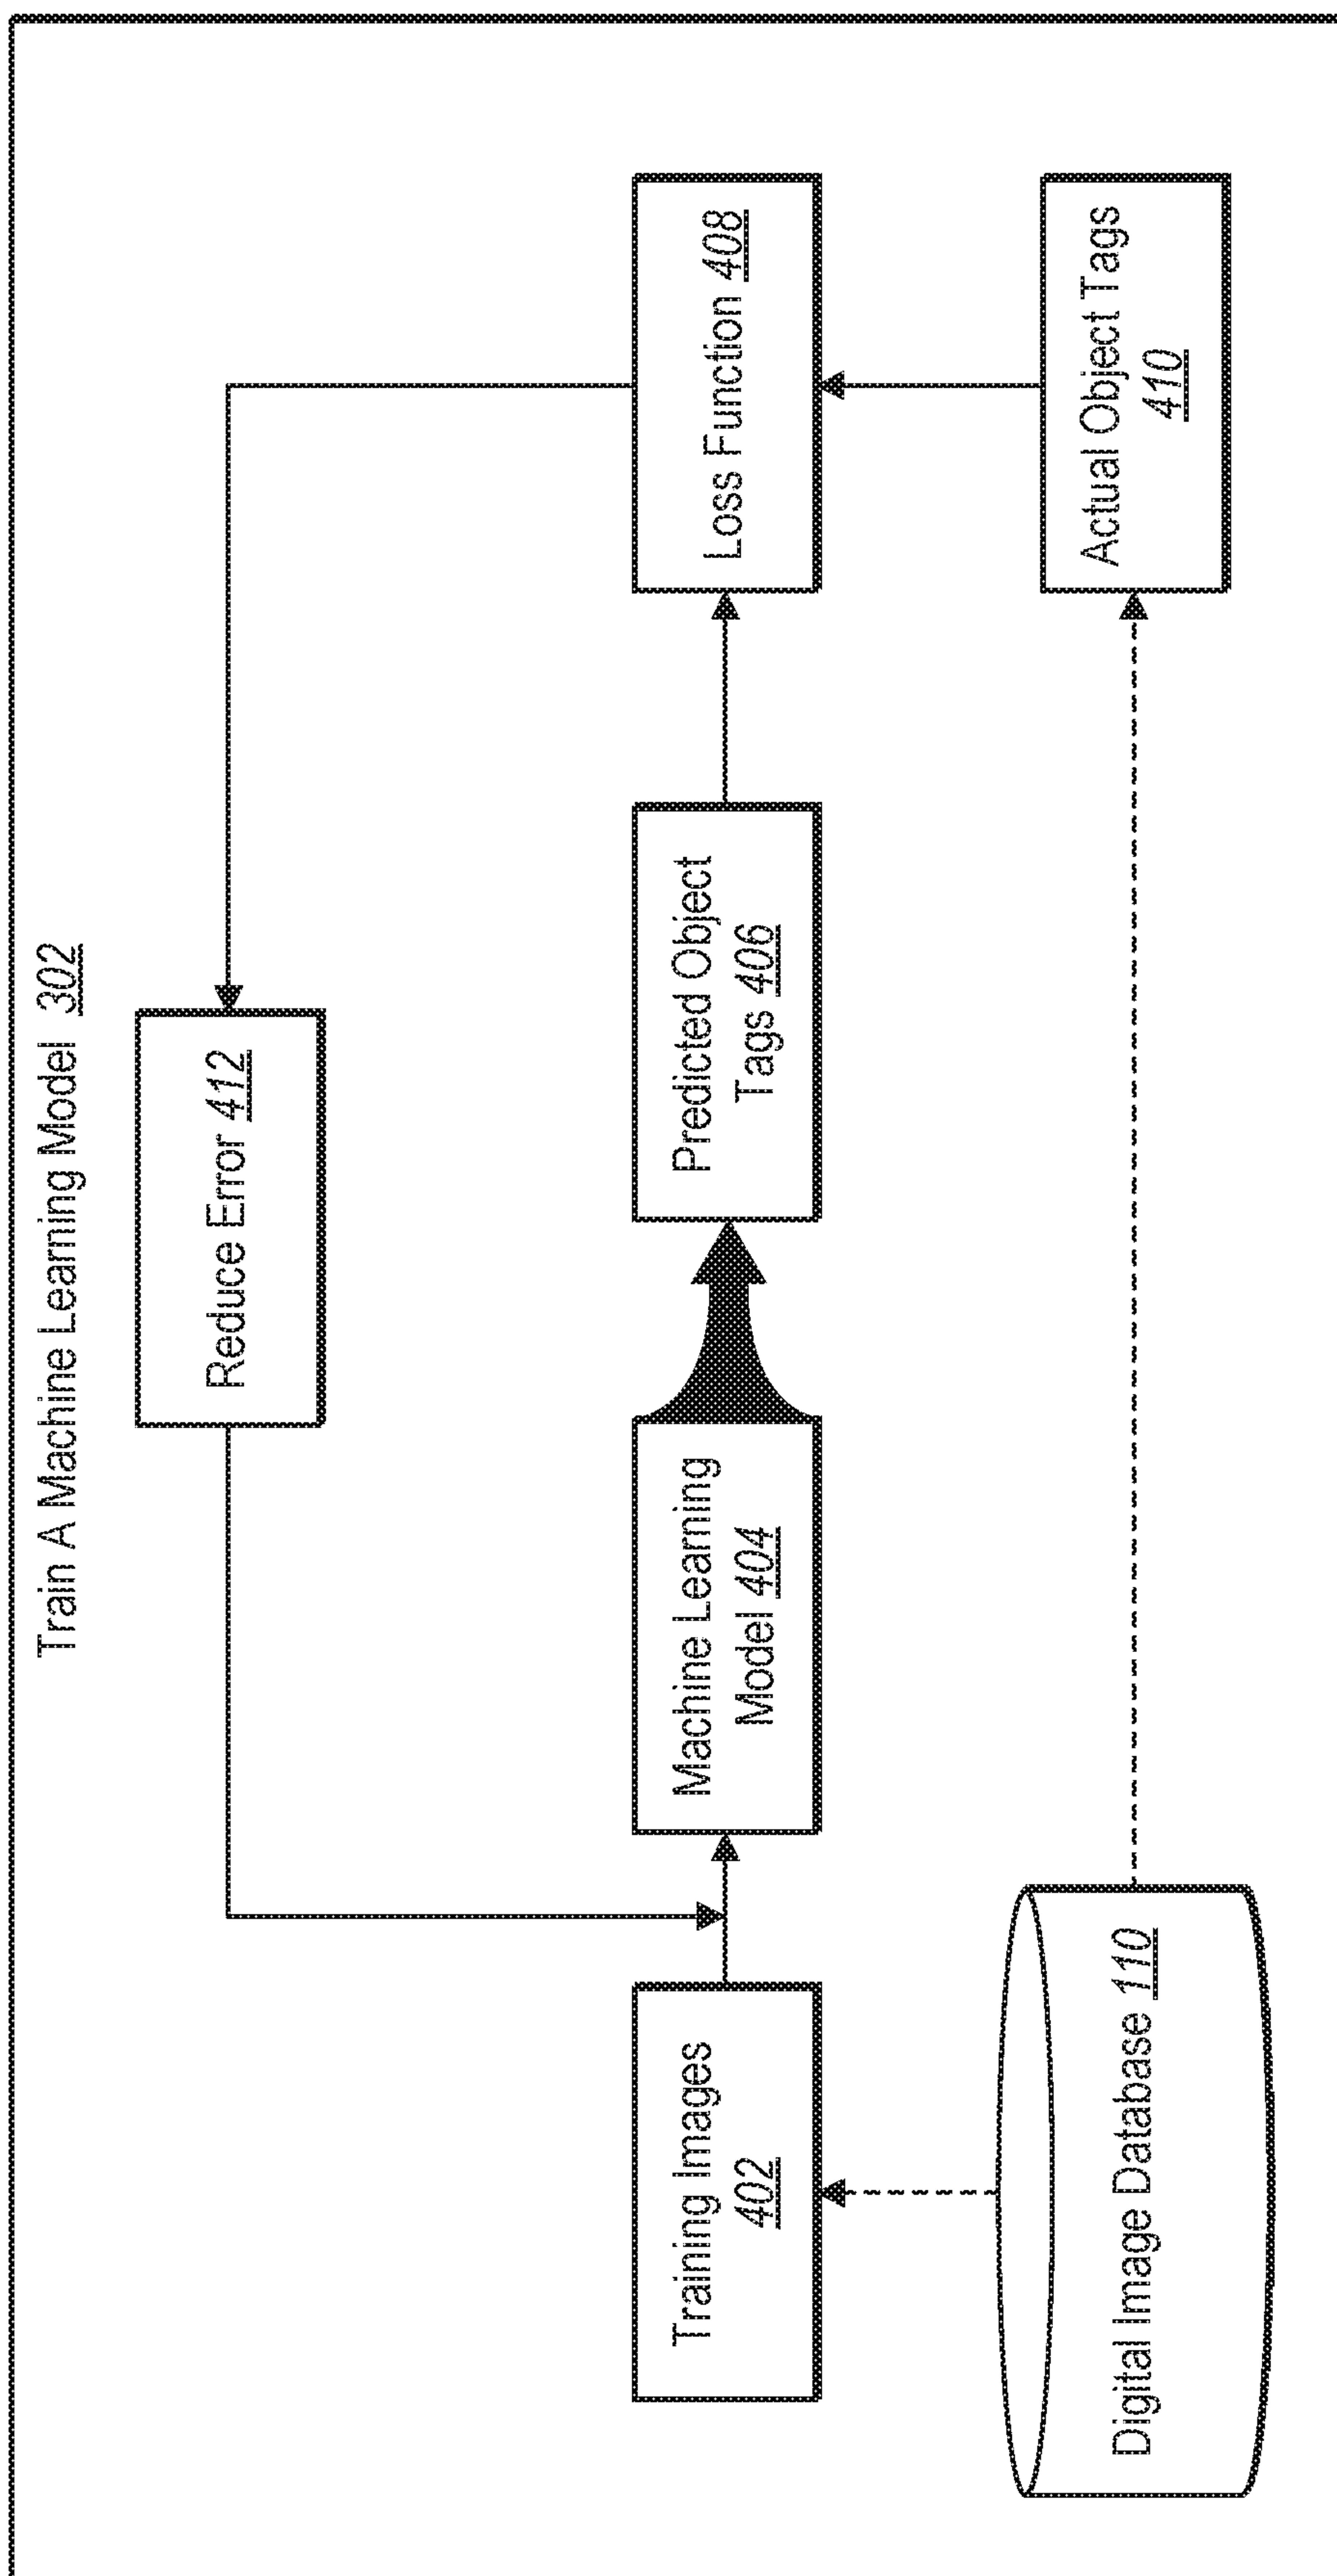 Train A Machine Learning Model 302
Reduce Error 412
Training Images
402
Machine Learning
Model 404
Predicted Object
Tags 406
Loss Function 408
Digital Image Database 110
Actual Object Tags
410